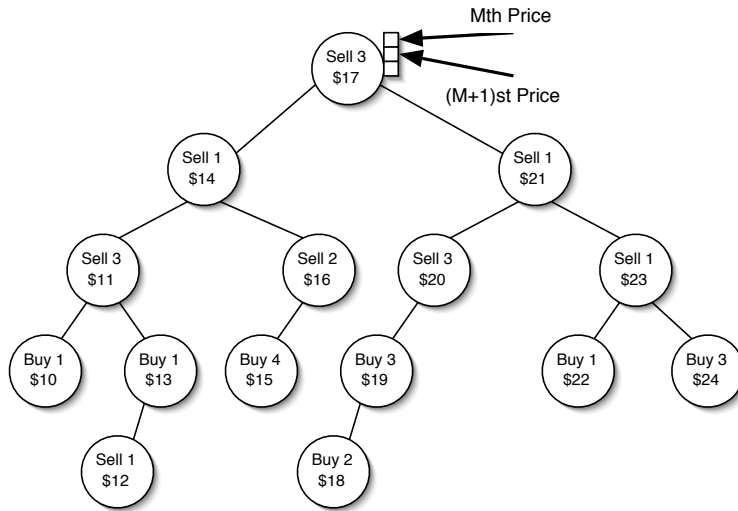 Mth Price
Sell 3
$17
(M+1)st Price
Sell 1
$14
Sell 1
$21
Sell 3
$11
Sell 2
$16
Sell 3
$20
Sell 1
$23
Buy 1
$10
Buy 1
$13
Buy 4
$15
Buy 3
$19
Buy 1
$22
Buy 3
$24
Sell 1
$12
Buy 2
$18